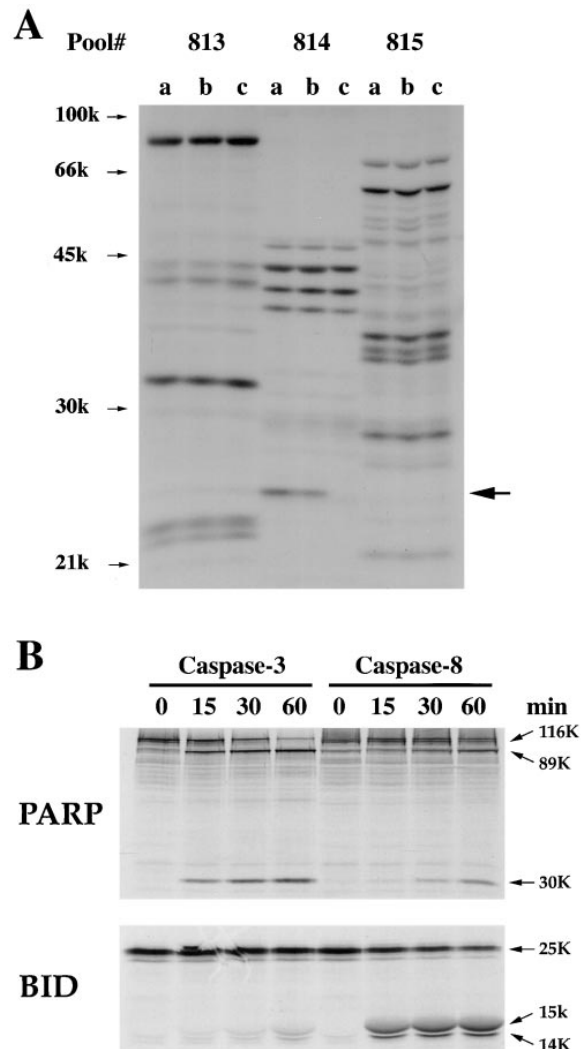 A
Pool# 813 814 815
a b c a b c a b c
100k
66k
45k
30k
21k
B
Caspase-3 Caspase-8
0 15 30 60 0 15 30 60 min
116K
89K
PARP
30K
25K
BID
15k
14K